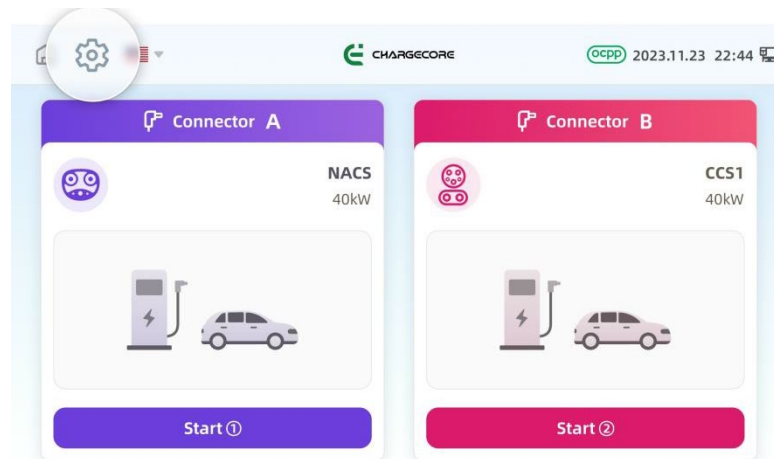 CHARGECORE
ocpp 2023.11.23 22:44
Connector A
NACS
40kW
Start ①
Connector B
CCS1
40kW
Start ②